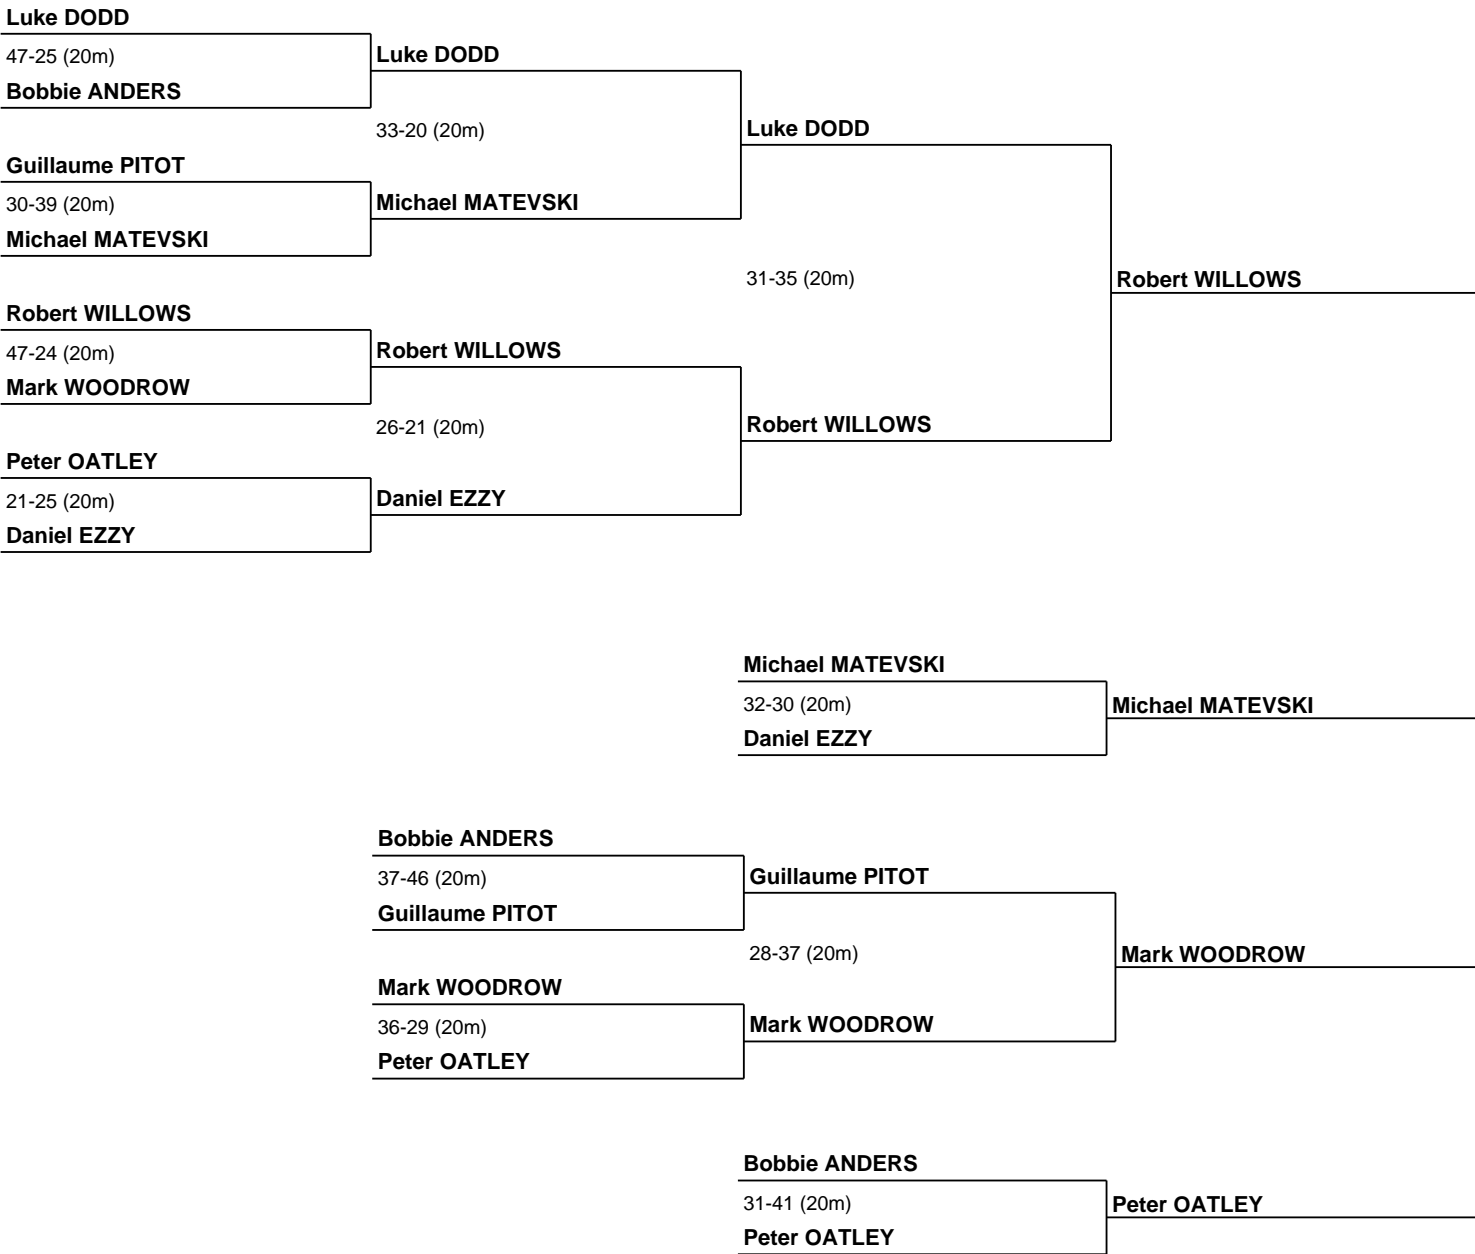 Luke DODD
47-25 (20m)
Bobbie ANDERS
Luke DODD
33-20 (20m)
Guillaume PITOT
30-39 (20m)
Michael MATEVSKI
Michael MATEVSKI
Luke DODD
31-35 (20m)
Robert WILLOWS
Robert WILLOWS
47-24 (20m)
Mark WOODROW
Robert WILLOWS
26-21 (20m)
Robert WILLOWS
Peter OATLEY
21-25 (20m)
Daniel EZZY
Daniel EZZY
Michael MATEVSKI
32-30 (20m)
Daniel EZZY
Michael MATEVSKI
Bobbie ANDERS
37-46 (20m)
Guillaume PITOT
Guillaume PITOT
28-37 (20m)
Mark WOODROW
Mark WOODROW
36-29 (20m)
Peter OATLEY
Mark WOODROW
Bobbie ANDERS
31-41 (20m)
Peter OATLEY
Peter OATLEY